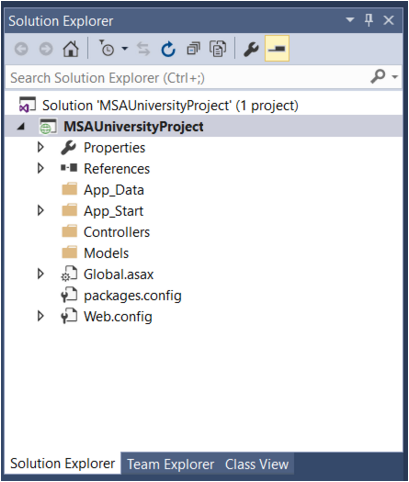 Solution Explorer
Search Solution Explorer (Ctrl+;)
Solution 'MSAUniversityProject' (1 project)
MSAUniversityProject
Properties
References
App_Data
App_Start
Controllers
Models
Global.asax
packages.config
Web.config
Solution Explorer Team Explorer Class View